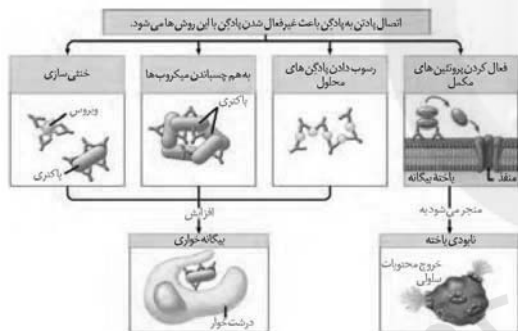 اتصال پادتن به پادگن باعث غیرفعال شدن پادگن با این روش‌ها می‌شود.
خنثی سازی
ویروس
باکتری
به هم چسباندن میکروب‌ها
باکتری
رسوب دادن پادگن های
محلول
فعال کردن پروتئین های
مکمل
یاختهٔ بیگانه
منفذ
افزایش
منجر می‌شود به
بیگانه خواری
درشت‌خوار
نابودی یاخته
خروج محتویات
سلولی